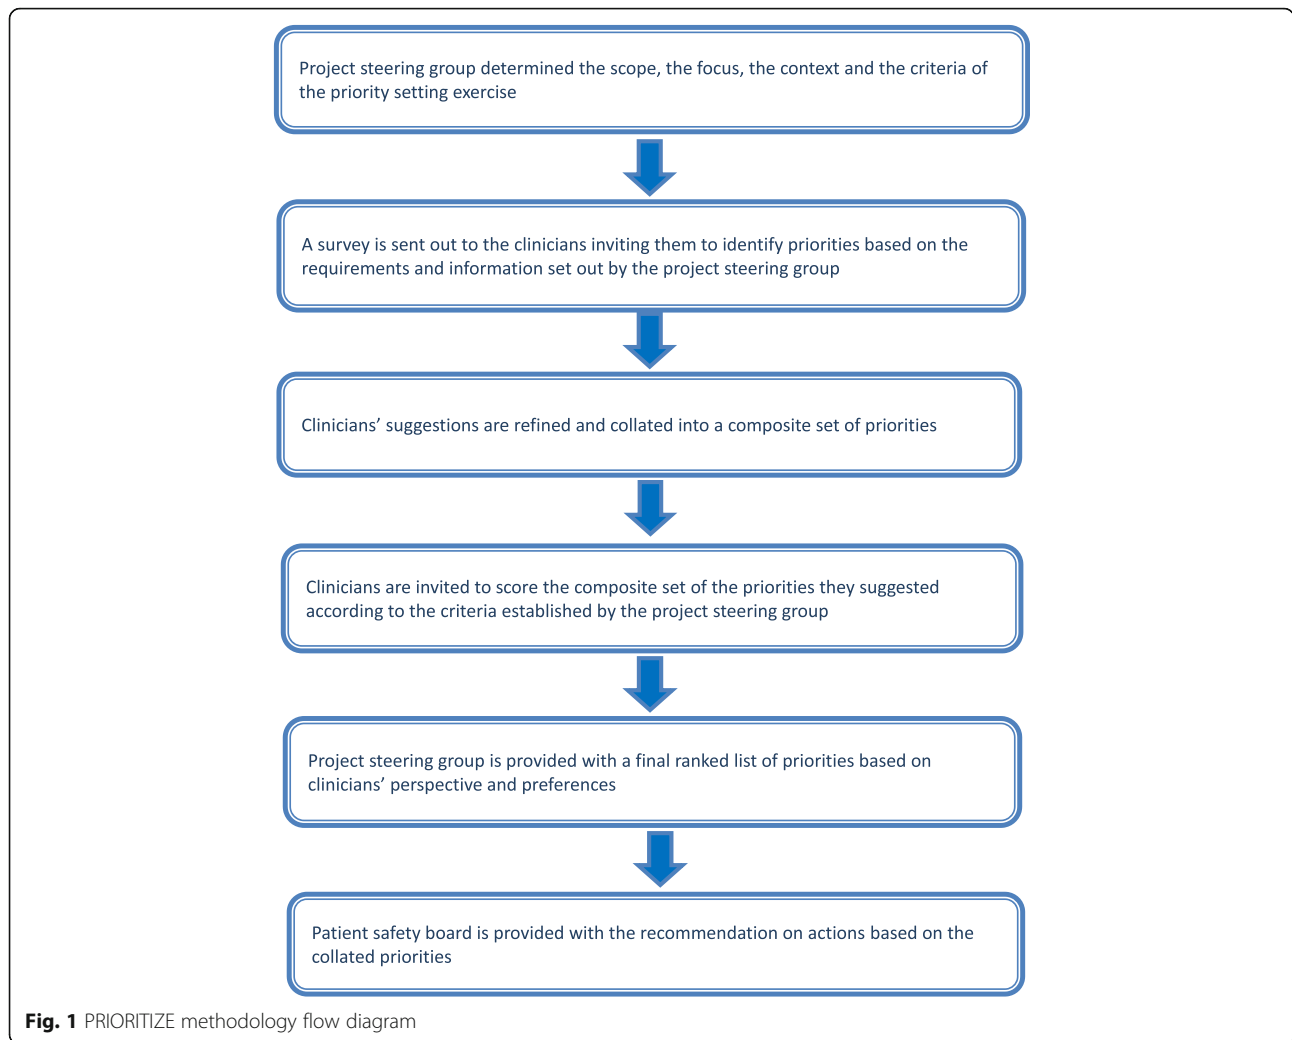 Project steering group determined the scope, the focus, the context and the criteria of
the priority setting exercise
A survey is sent out to the clinicians inviting them to identify priorities based on the
requirements and information set out by the project steering group
Clinicians’ suggestions are refined and collated into a composite set of priorities
Clinicians are invited to score the composite set of the priorities they suggested
according to the criteria established by the project steering group
Project steering group is provided with a final ranked list of priorities based on
clinicians’ perspective and preferences
Patient safety board is provided with the recommendation on actions based on the
collated priorities
Fig. 1 PRIORITIZE methodology flow diagram